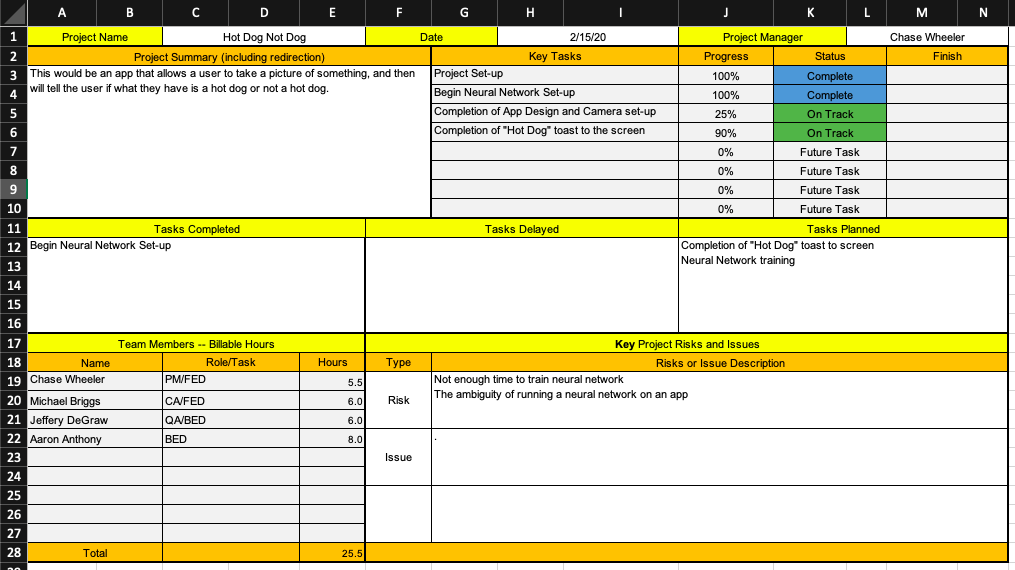 A B C D E F G H I J K L M N
1 Project Name Hot Dog Not Dog Date 2/15/20 Project Manager Chase Wheeler
2 Project Summary (including redirection) Key Tasks Progress Status Finish
3 This would be an app that allows a user to take a picture of something, and then Project Set-up 100% Complete
4 will tell the user if what they have is a hot dog or not a hot dog. Begin Neural Network Set-up 100% Complete
5 Completion of App Design and Camera set-up 25% On Track
6 Completion of "Hot Dog" toast to the screen 90% On Track
7 0% Future Task
8 0% Future Task
9 0% Future Task
10 0% Future Task
11 Tasks Completed Tasks Delayed Tasks Planned
12 Begin Neural Network Set-up Completion of "Hot Dog" toast to screen
13 Neural Network training
14
15
16
17 Team Members -- Billable Hours Key Project Risks and Issues
18 Name Role/Task Hours Type Risks or Issue Description
19 Chase Wheeler PM/FED 5.5 Not enough time to train neural network
20 Michael Briggs CA/FED 6.0 Risk The ambiguity of running a neural network on an app
21 Jeffery DeGraw QA/BED 6.0
22 Aaron Anthony BED 8.0 .
23 Issue
24
25
26
27
28 Total 25.5